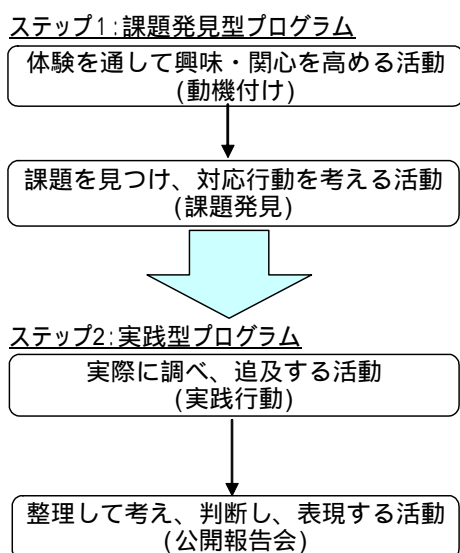 ステップ1:課題発見型プログラム
体験を通して興味・関心を高める活動
(動機付け)
課題を見つけ、対応行動を考える活動
(課題発見)
ステップ2:実践型プログラム
実際に調べ、追及する活動
(実践行動)
整理して考え、判断し、表現する活動
(公開報告会)